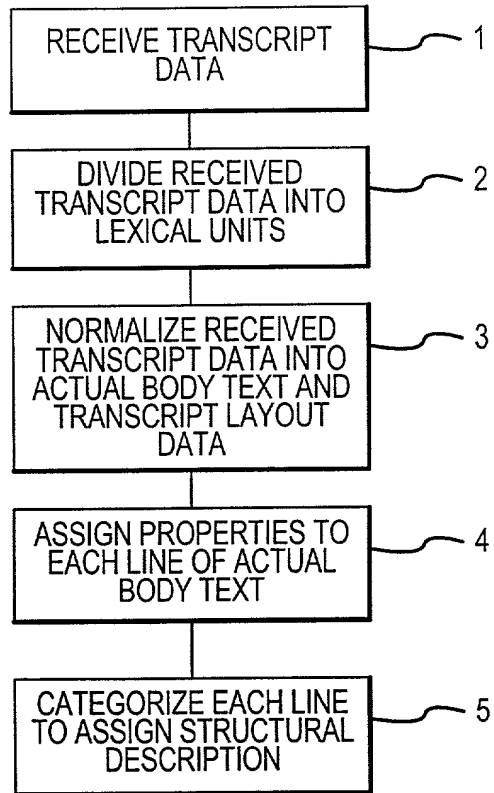 RECEIVE TRANSCRIPT
DATA
1
DIVIDE RECEIVED
TRANSCRIPT DATA INTO
LEXICAL UNITS
2
NORMALIZE RECEIVED
TRANSCRIPT DATA INTO
ACTUAL BODY TEXT AND
TRANSCRIPT LAYOUT
DATA
3
ASSIGN PROPERTIES TO
EACH LINE OF ACTUAL
BODY TEXT
4
CATEGORIZE EACH LINE
TO ASSIGN STRUCTURAL
DESCRIPTION
5